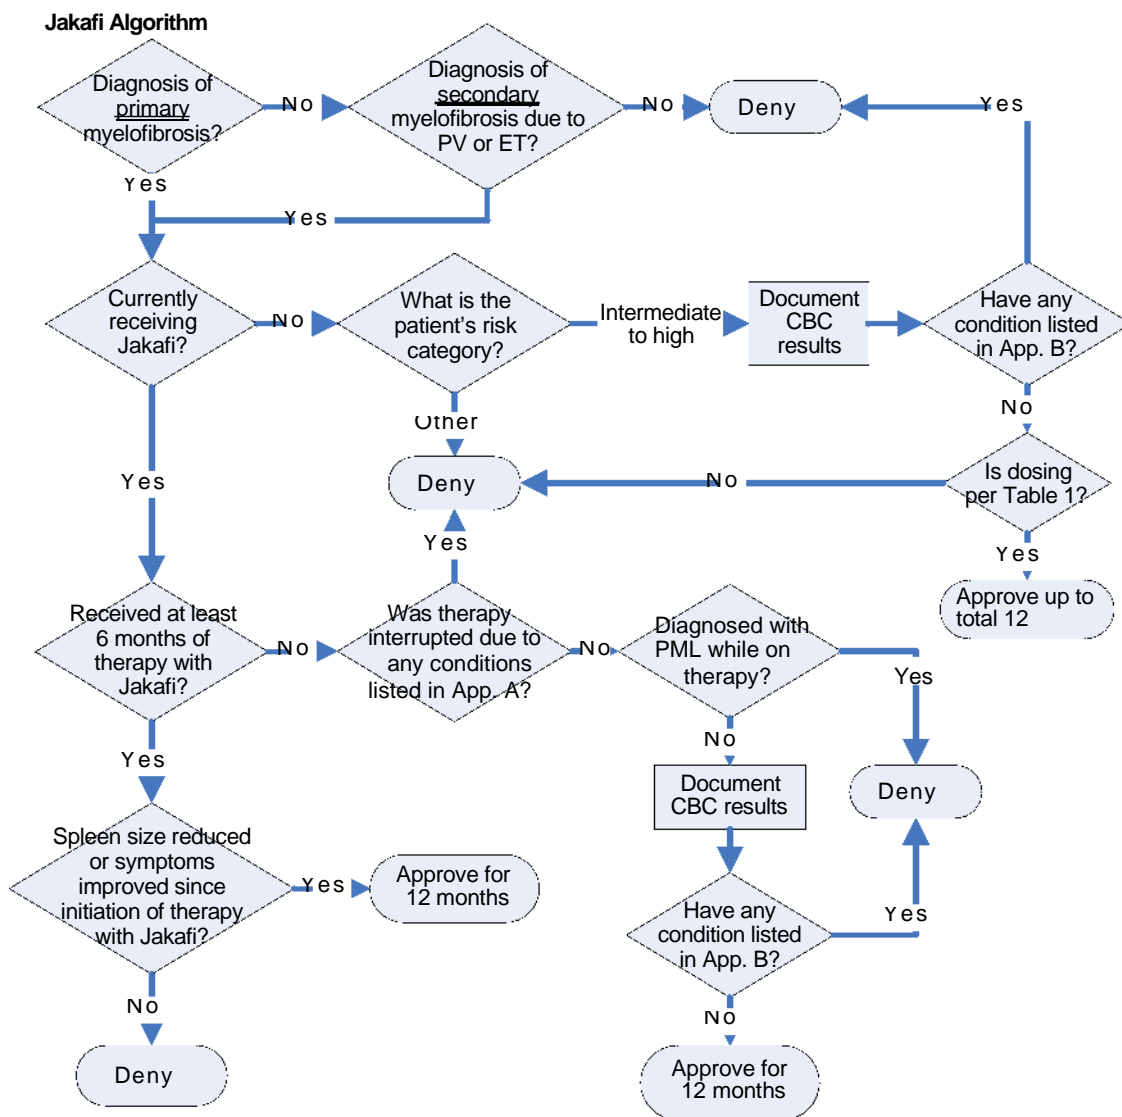 Jakafi Algorithm
Diagnosis of
primary
myelofibrosis?
No
Diagnosis of
secondary
myelofibrosis due to
PV or ET?
No
Deny
Yes
Yes
Yes
Currently
receiving
Jakafi?
No
What is the
patient's risk
category?
Intermediate
to high
Document
CBC
results
Have any
condition listed
in App. B?
No
Other
Deny
No
Is dosing
per Table 1?
Yes
Yes
Approve up to
total 12
Yes
Received at least
6 months of
therapy with
Jakafi?
No
Was therapy
interrupted due to
any conditions
listed in App. A?
No
Diagnosed with
PML while on
therapy?
Yes
No
Yes
Document
CBC results
Deny
Spleen size reduced
or symptoms
improved since
initiation of therapy
with Jakafi?
Yes
Approve for
12 months
Have any
condition listed
in App. B?
Yes
No
No
Deny
Approve for
12 months